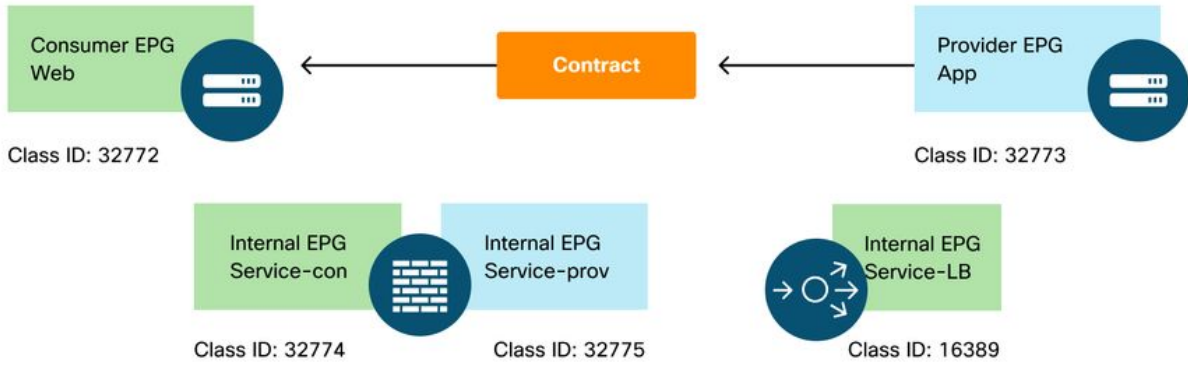 Consumer EPG
Web
Contract
Provider EPG
App
Class ID: 32772
Class ID: 32773
Internal EPG
Service-con
Internal EPG
Service-prov
Internal EPG
Service-LB
Class ID: 32774
Class ID: 32775
Class ID: 16389